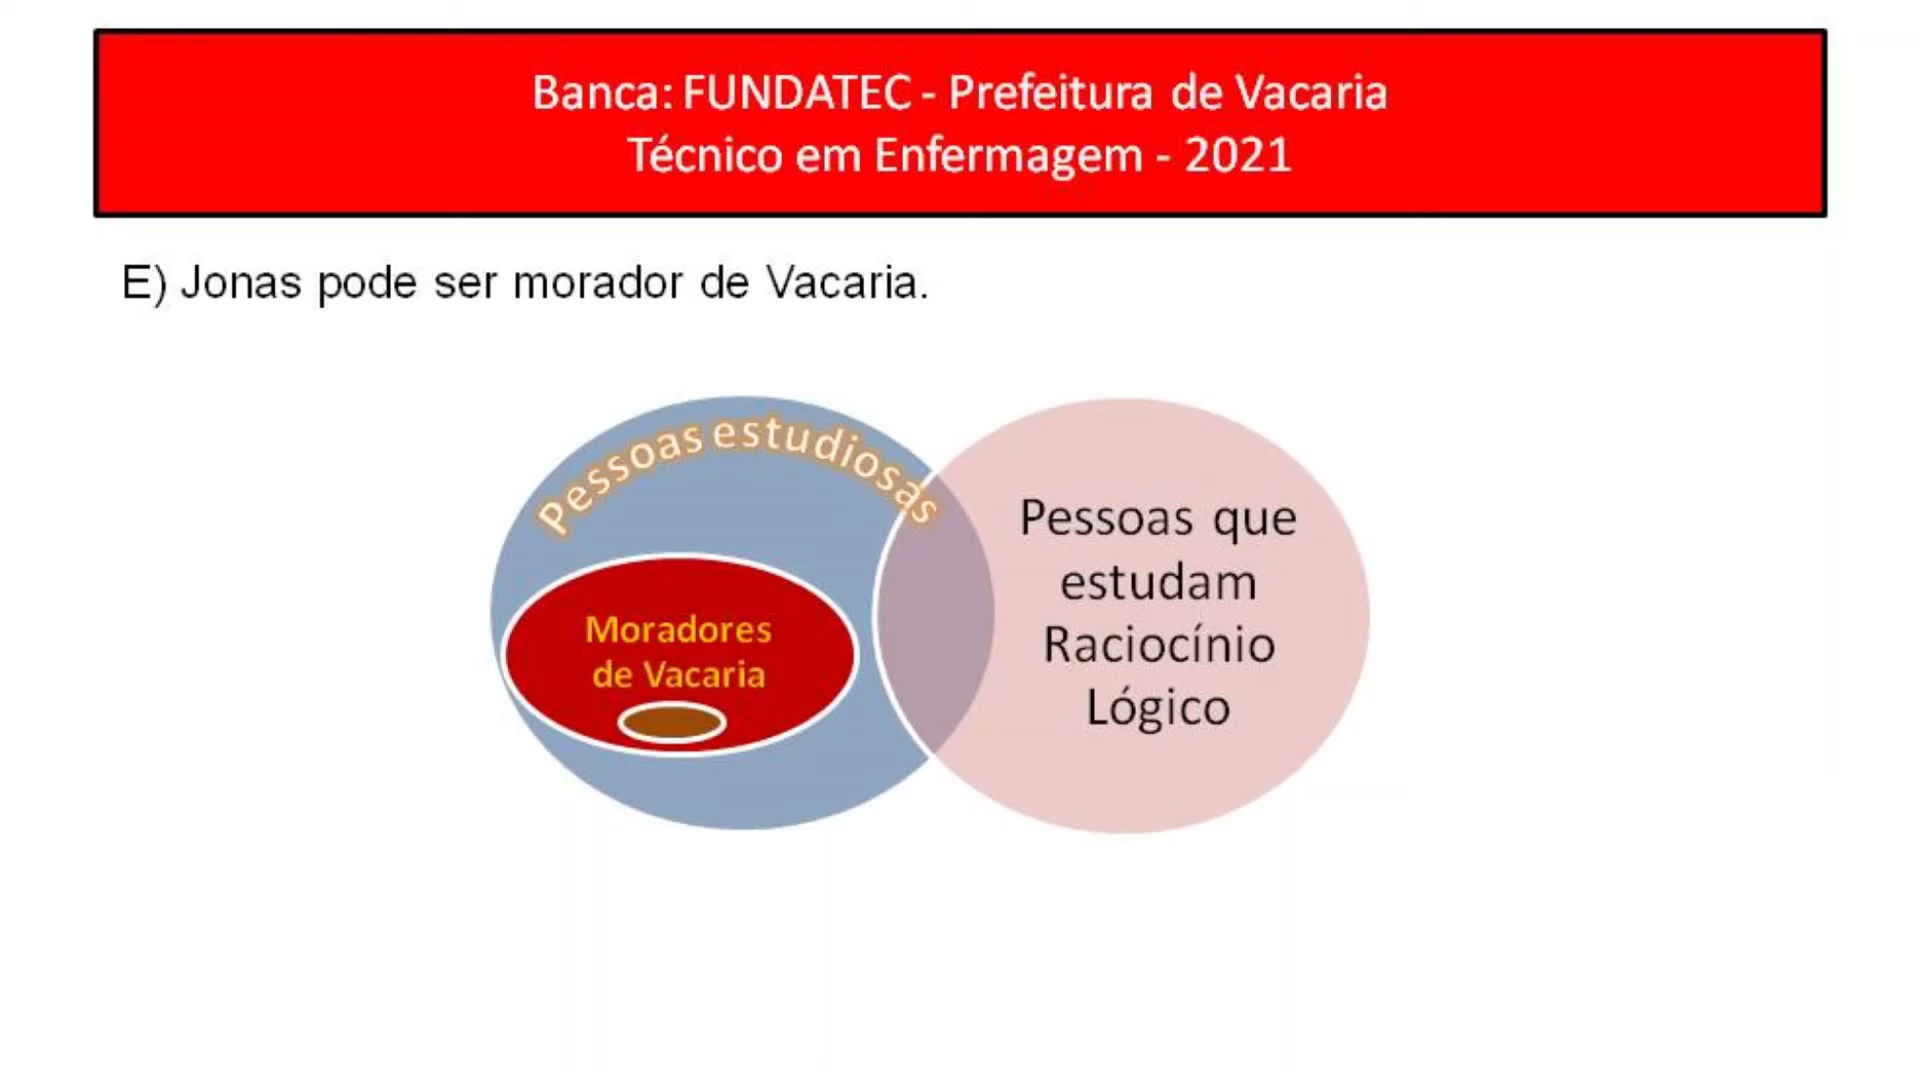 Banca: FUNDATEC - Prefeitura de Vacaria
Técnico em Enfermagem - 2021
E) Jonas pode ser morador de Vacaria.
Pessoas estudiosas
Moradores
de Vacaria
Pessoas que
estudam
Raciocínio
Lógico